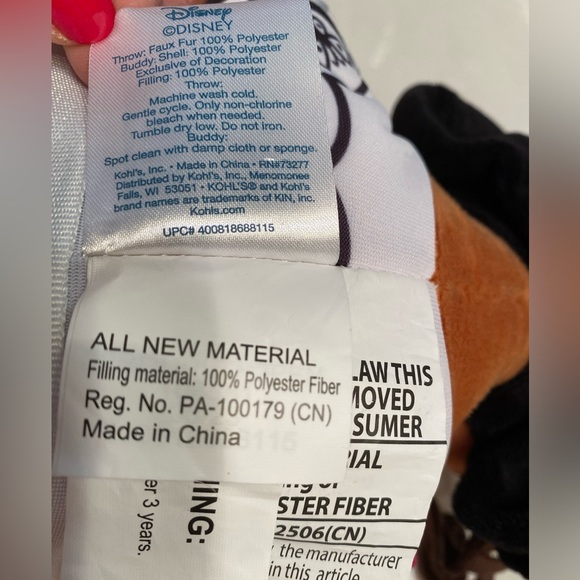 Disney
©DISNEY
Throw: Faux Fur 100% Polyester
Buddy: Shell: 100% Polyester
Exclusive of Decoration
Filling: 100% Polyester
Throw:
Machine wash cold.
Gentle cycle. Only non-chlorine
bleach when needed.
Tumble dry low. Do not iron.
Buddy:
Spot clean with damp cloth or sponge.
Kohl's, Inc. • Made in China • RN#73277
Distributed by Kohl's, Inc., Menomonee
Falls, WI 53051 • KOHL'S® and Kohl's
brand names are trademarks of KIN, Inc.
Kohls.com
UPC# 400818688115
ALL NEW MATERIAL
Filling material: 100% Polyester Fiber
Reg. No. PA-100179 (CN)
Made in China
LAW THIS
MOVED
SUMER
IAL
STER FIBER
2506(CN)
the manufacturer
in this article
NING:
er 3 years.